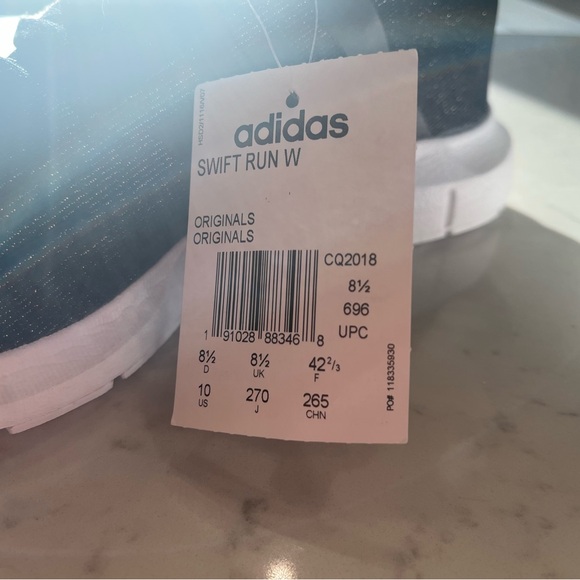 adidas
SWIFT RUN W
ORIGINALS
ORIGINALS
CQ2018
8½
696
UPC
1 91028 88346 8
8½ 8½ 42⅔
D UK F
10 270 265
US J CHN
PO# 118335930